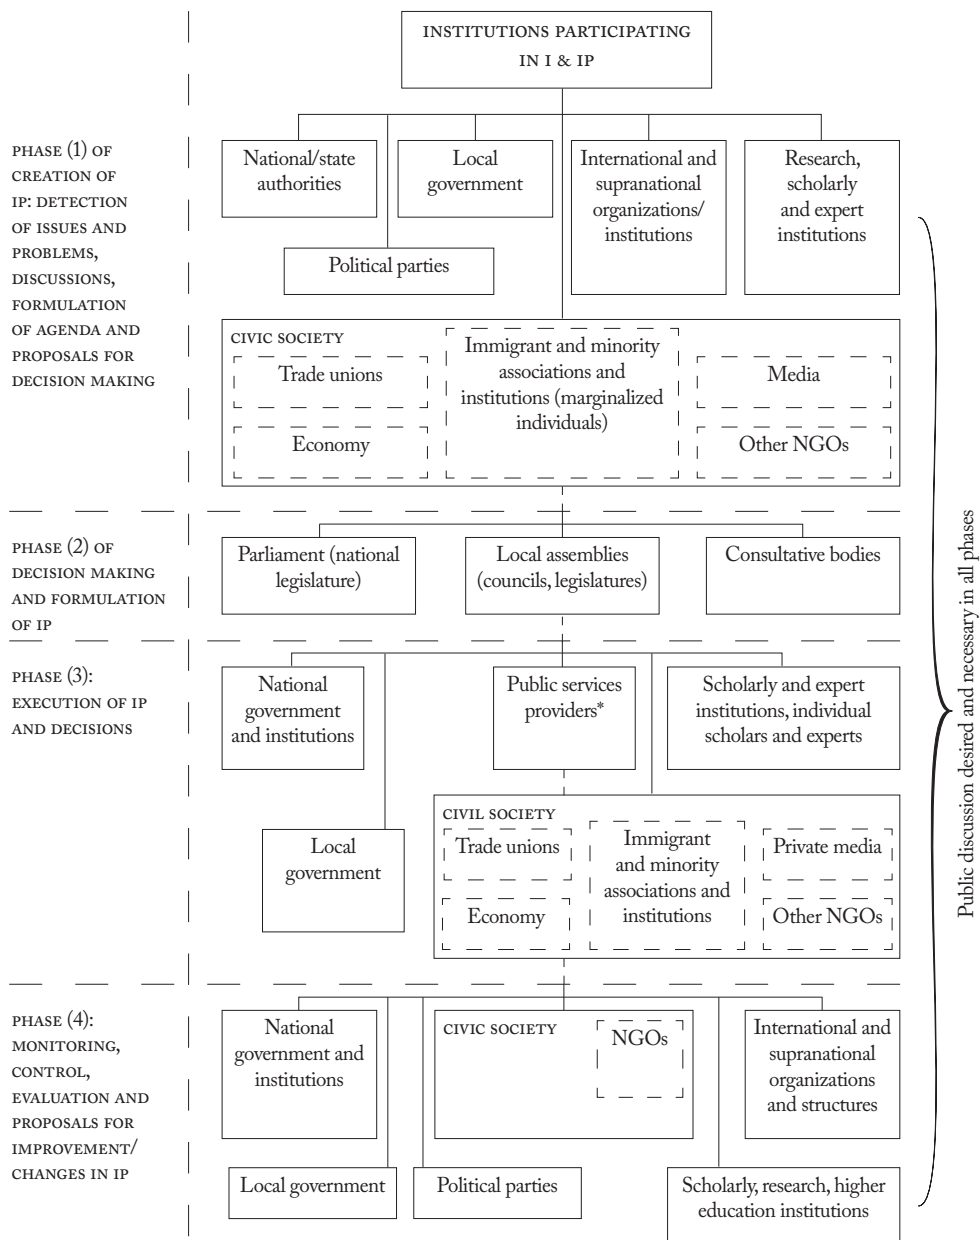 INSTITUTIONS PARTICIPATING
IN I & IP
PHASE (1) OF
CREATION OF
IP: DETECTION
OF ISSUES AND
PROBLEMS,
DISCUSSIONS,
FORMULATION
OF AGENDA AND
PROPOSALS FOR
DECISION MAKING
National/state
authorities
Local
government
International and
supranational
organizations/
institutions
Research,
scholarly
and expert
institutions
Political parties
CIVIC SOCIETY
Trade unions
Economy
Immigrant and minority
associations and
institutions (marginalized
individuals)
Media
Other NGOs
PHASE (2) OF
DECISION MAKING
AND FORMULATION
OF IP
Parliament (national
legislature)
Local assemblies
(councils, legislatures)
Consultative bodies
PHASE (3):
EXECUTION OF IP
AND DECISIONS
National
government
and institutions
Public services
providers*
Scholarly and expert
institutions, individual
scholars and experts
Local
government
CIVIL SOCIETY
Trade unions
Economy
Immigrant
and minority
associations and
institutions
Private media
Other NGOs
PHASE (4):
MONITORING,
CONTROL,
EVALUATION AND
PROPOSALS FOR
IMPROVEMENT/
CHANGES IN IP
National
government and
institutions
CIVIC SOCIETY
NGOs
International and
supranational
organizations
and structures
Local government
Political parties
Scholarly, research, higher
education institutions
Public discussion desired and necessary in all phases